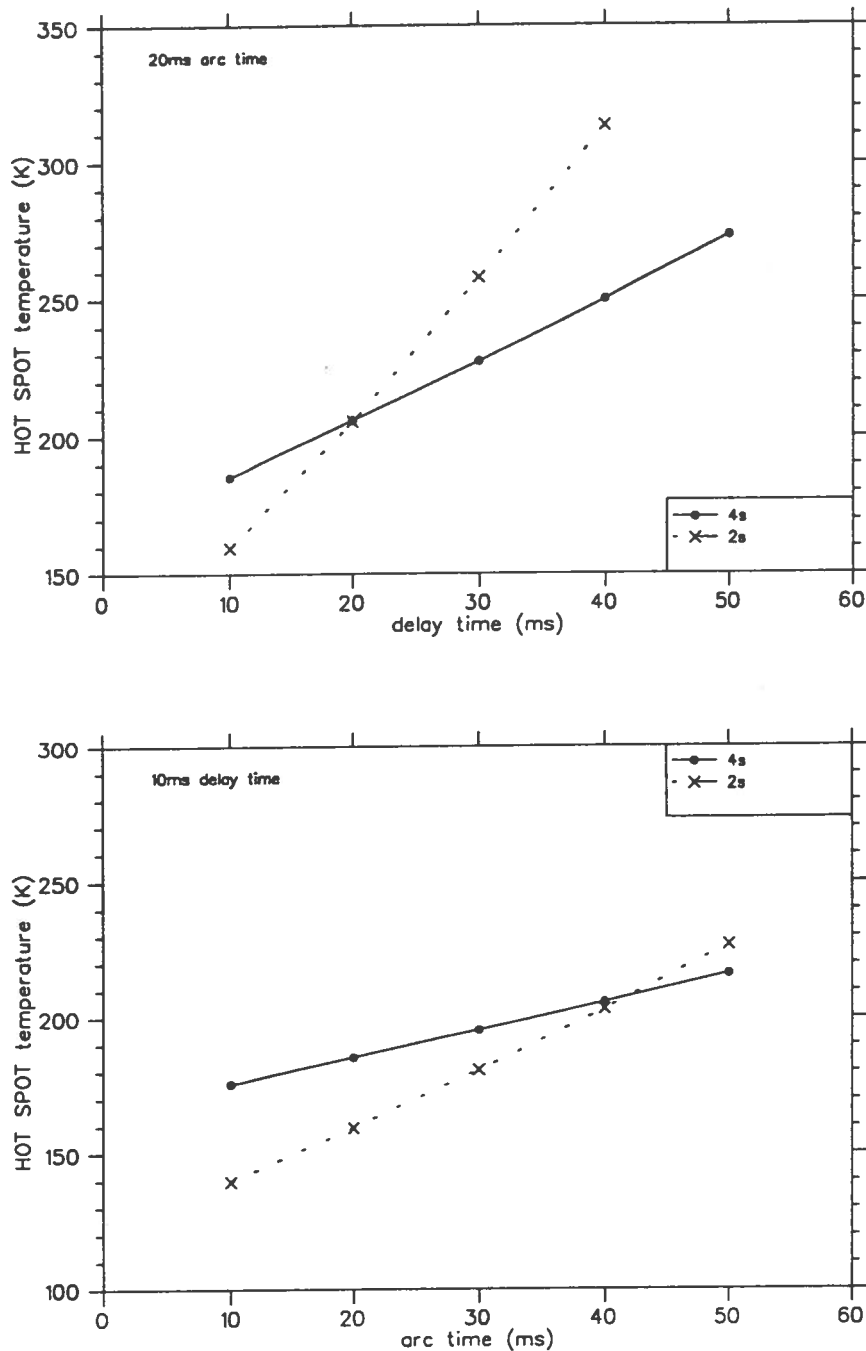 350
20ms arc time
300
250
200
150
HOT SPOT temperature (K)
4s
2s
0 10 20 30 40 50 60
delay time (ms)
300
10ms delay time
4s
2s
250
200
150
100
HOT SPOT temperature (K)
0 10 20 30 40 50 60
arc time (ms)